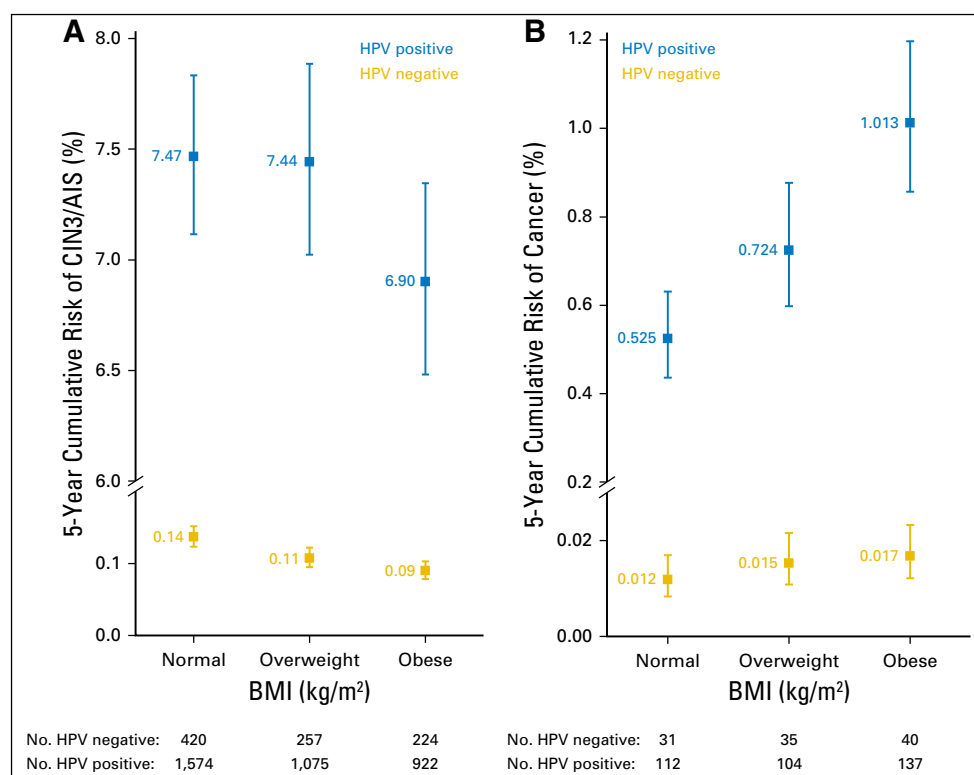 A
5-Year Cumulative Risk of CIN3/AIS (%)
8.0
7.5
7.0
6.5
6.0
0.1
0.0
HPV positive
HPV negative
7.47
7.44
6.90
0.14
0.11
0.09
Normal Overweight Obese
BMI (kg/m²)
No. HPV negative: 420 257 224
No. HPV positive: 1,574 1,075 922
B
5-Year Cumulative Risk of Cancer (%)
1.2
1.0
0.8
0.6
0.4
0.2
0.02
0.00
HPV positive
HPV negative
0.525
0.724
1.013
0.012
0.015
0.017
Normal Overweight Obese
BMI (kg/m²)
No. HPV negative: 31 35 40
No. HPV positive: 112 104 137